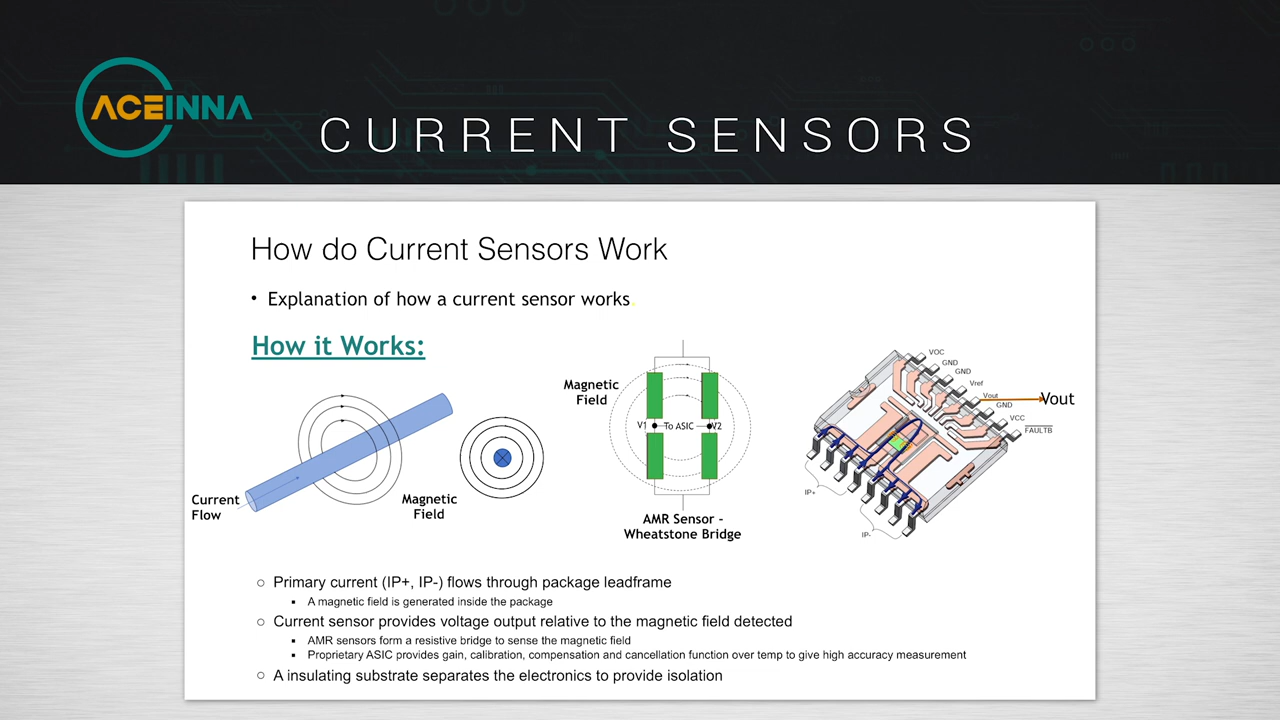 ACEINNA
CURRENT SENSORS
How do Current Sensors Work
• Explanation of how a current sensor works.
How it Works:
Current
Flow
Magnetic
Field
Magnetic
Field
V1
To ASIC
V2
AMR Sensor -
Wheatstone Bridge
VOC
GND
GND
Vref
Vout
GND
VCC
FAULTB
Vout
IP+
IP-
○ Primary current (IP+, IP-) flows through package leadframe
▪ A magnetic field is generated inside the package
○ Current sensor provides voltage output relative to the magnetic field detected
▪ AMR sensors form a resistive bridge to sense the magnetic field
▪ Proprietary ASIC provides gain, calibration, compensation and cancellation function over temp to give high accuracy measurement
○ A insulating substrate separates the electronics to provide isolation